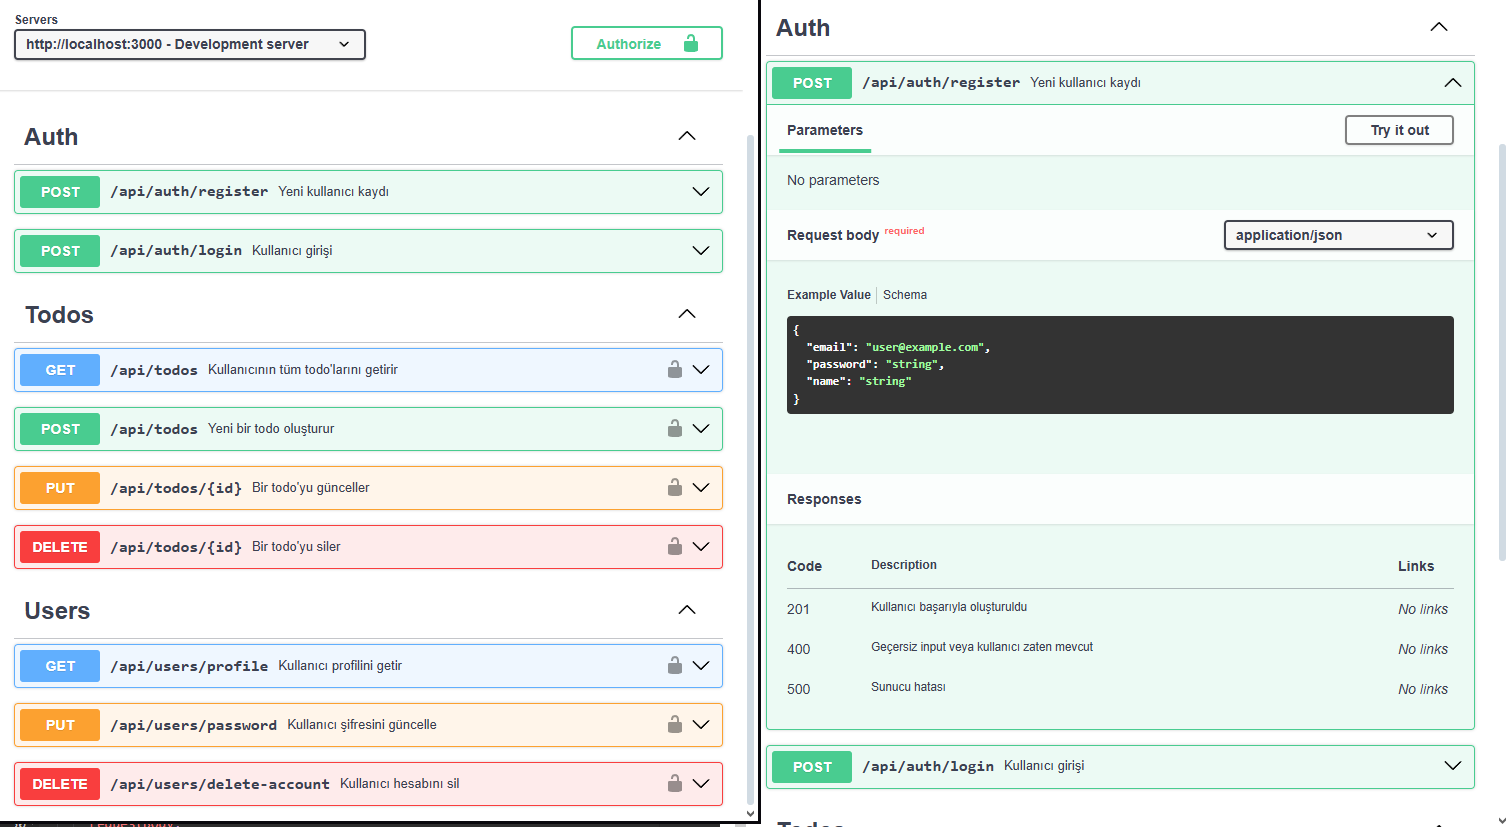 Servers
http://localhost:3000 - Development server
Authorize
Auth
POST /api/auth/register Yeni kullanıcı kaydı
POST /api/auth/login Kullanıcı girişi
Todos
GET /api/todos Kullanıcının tüm todo'larını getirir
POST /api/todos Yeni bir todo oluşturur
PUT /api/todos/{id} Bir todo'yu günceller
DELETE /api/todos/{id} Bir todo'yu siler
Users
GET /api/users/profile Kullanıcı profilini getir
PUT /api/users/password Kullanıcı şifresini güncelle
DELETE /api/users/delete-account Kullanıcı hesabını sil
Auth
POST /api/auth/register Yeni kullanıcı kaydı
Parameters
Try it out
No parameters
Request body required
application/json
Example Value Schema
{
"email": "user@example.com",
"password": "string",
"name": "string"
}
Responses
Code Description Links
201 Kullanıcı başarıyla oluşturuldu No links
400 Geçersiz input veya kullanıcı zaten mevcut No links
500 Sunucu hatası No links
POST /api/auth/login Kullanıcı girişi
Todos